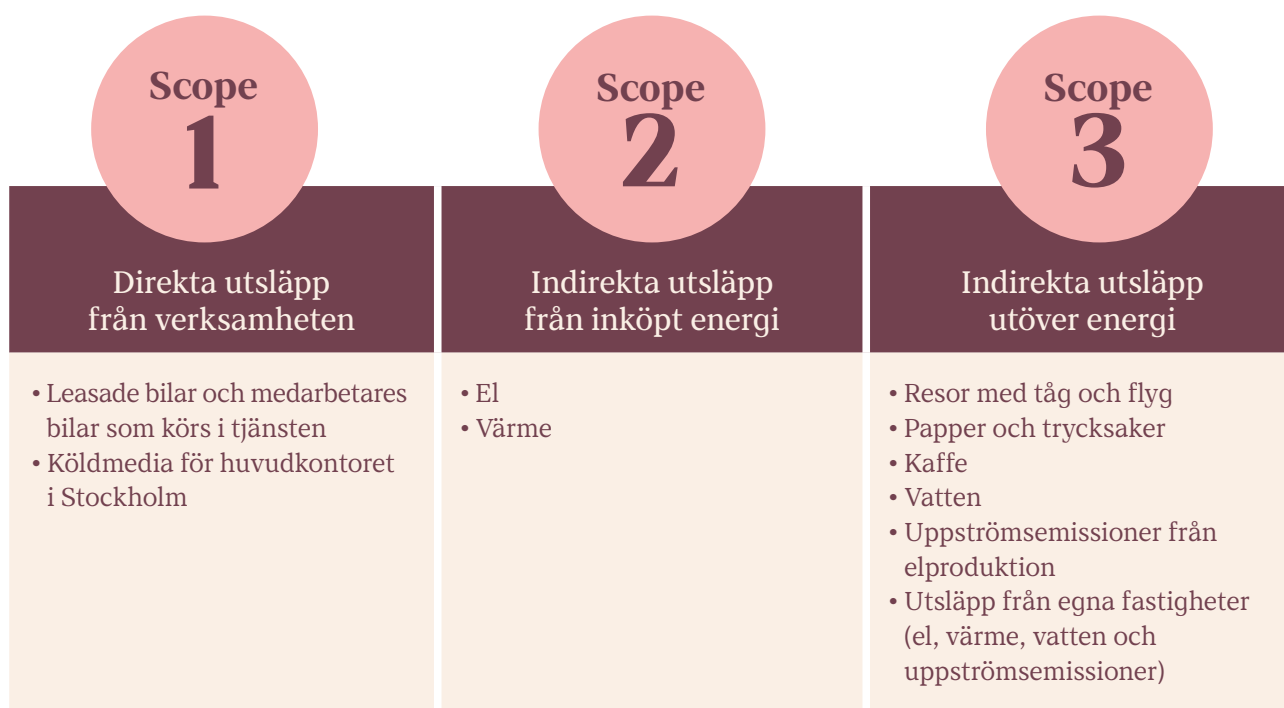 Scope
1
Direkta utsläpp
från verksamheten
• Leasade bilar och medarbetares
bilar som körs i tjänsten
• Köldmedia för huvudkontoret
i Stockholm
Scope
2
Indirekta utsläpp
från inköpt energi
• El
• Värme
Scope
3
Indirekta utsläpp
utöver energi
• Resor med tåg och flyg
• Papper och trycksaker
• Kaffe
• Vatten
• Uppströmsemissioner från
elproduktion
• Utsläpp från egna fastigheter
(el, värme, vatten och
uppströmsemissioner)